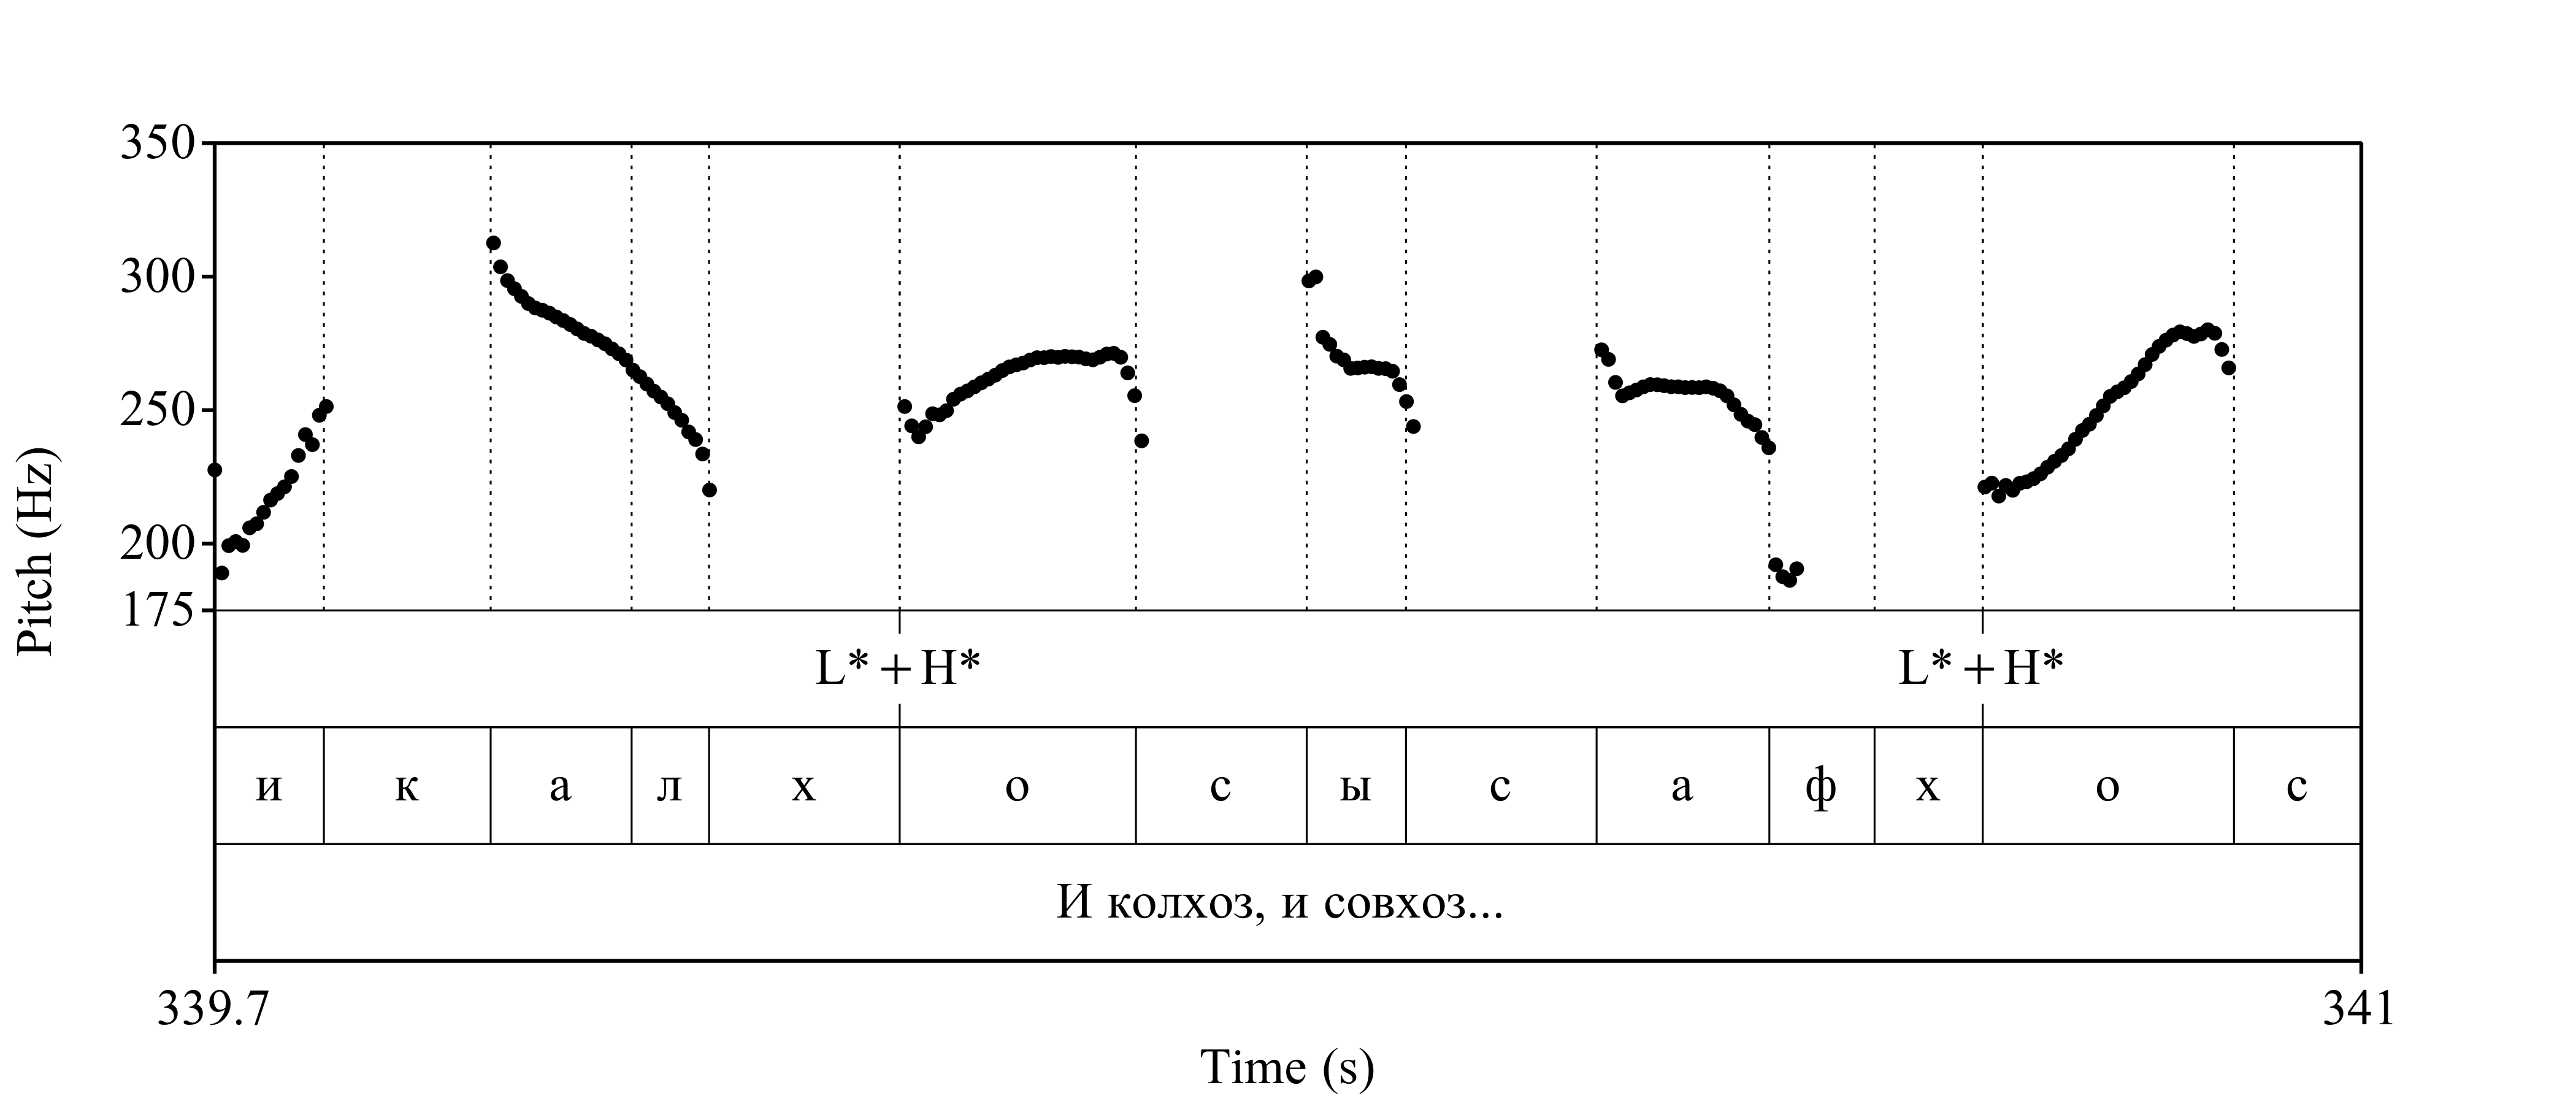 350
300
250
200
175
Pitch (Hz)
L* + H* L* + H*
и к а л х о с ы с а ф х о с
И колхоз, и совхоз...
339.7 341
Time (s)